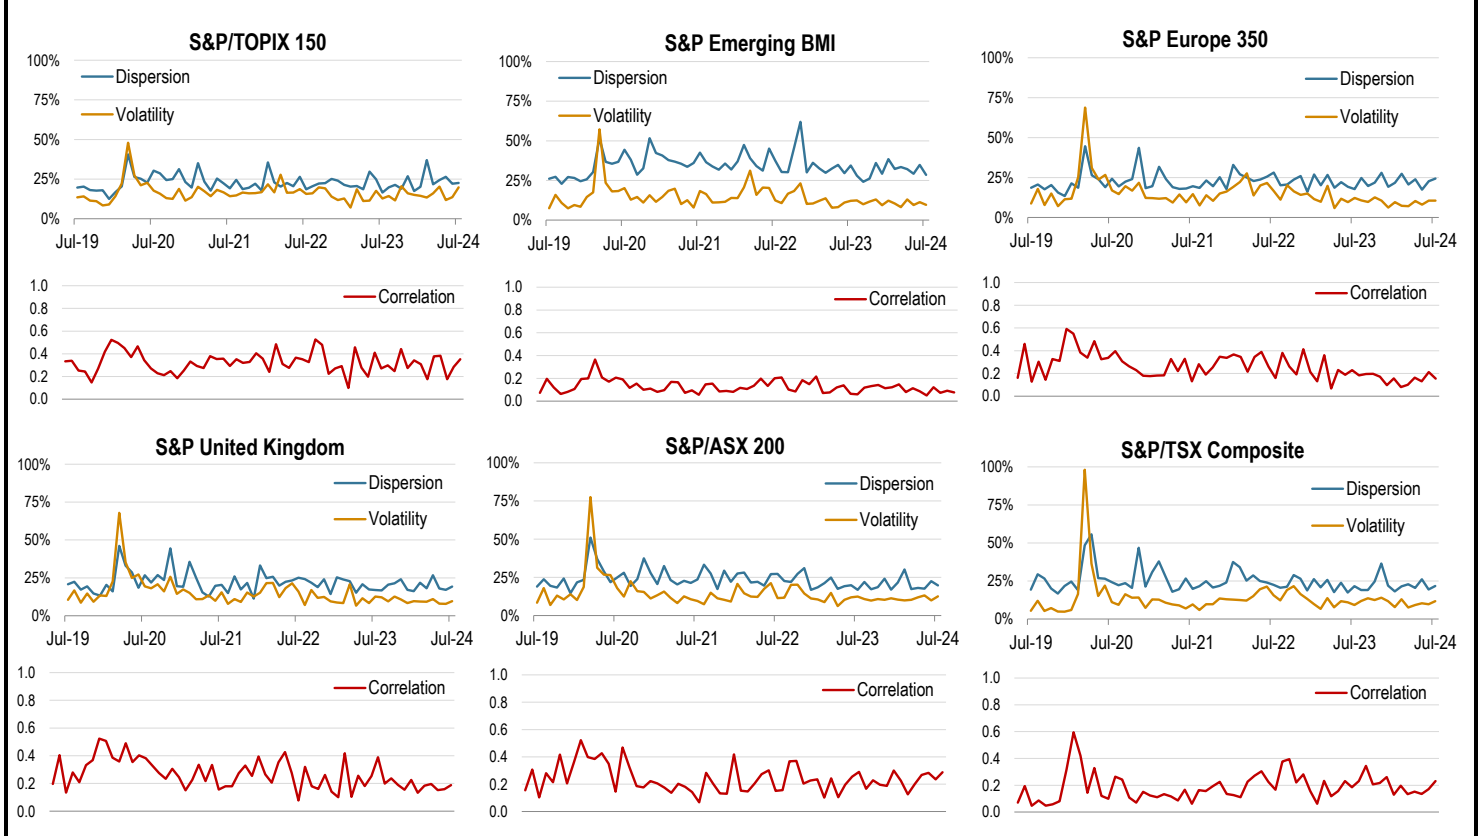 S&P/TOPIX 150
100%
75%
50%
25%
0%
Dispersion
Volatility
Jul-19 Jul-20 Jul-21 Jul-22 Jul-23 Jul-24
1.0
0.8
0.6
0.4
0.2
0.0
Correlation
S&P Emerging BMI
100%
75%
50%
25%
0%
Dispersion
Volatility
Jul-19 Jul-20 Jul-21 Jul-22 Jul-23 Jul-24
1.0
0.8
0.6
0.4
0.2
0.0
Correlation
S&P Europe 350
100%
75%
50%
25%
0%
Dispersion
Volatility
Jul-19 Jul-20 Jul-21 Jul-22 Jul-23 Jul-24
1.0
0.8
0.6
0.4
0.2
0.0
Correlation
S&P United Kingdom
100%
75%
50%
25%
0%
Dispersion
Volatility
Jul-19 Jul-20 Jul-21 Jul-22 Jul-23 Jul-24
1.0
0.8
0.6
0.4
0.2
0.0
Correlation
S&P/ASX 200
100%
75%
50%
25%
0%
Dispersion
Volatility
Jul-19 Jul-20 Jul-21 Jul-22 Jul-23 Jul-24
1.0
0.8
0.6
0.4
0.2
0.0
Correlation
S&P/TSX Composite
100%
75%
50%
25%
0%
Dispersion
Volatility
Jul-19 Jul-20 Jul-21 Jul-22 Jul-23 Jul-24
1.0
0.8
0.6
0.4
0.2
0.0
Correlation